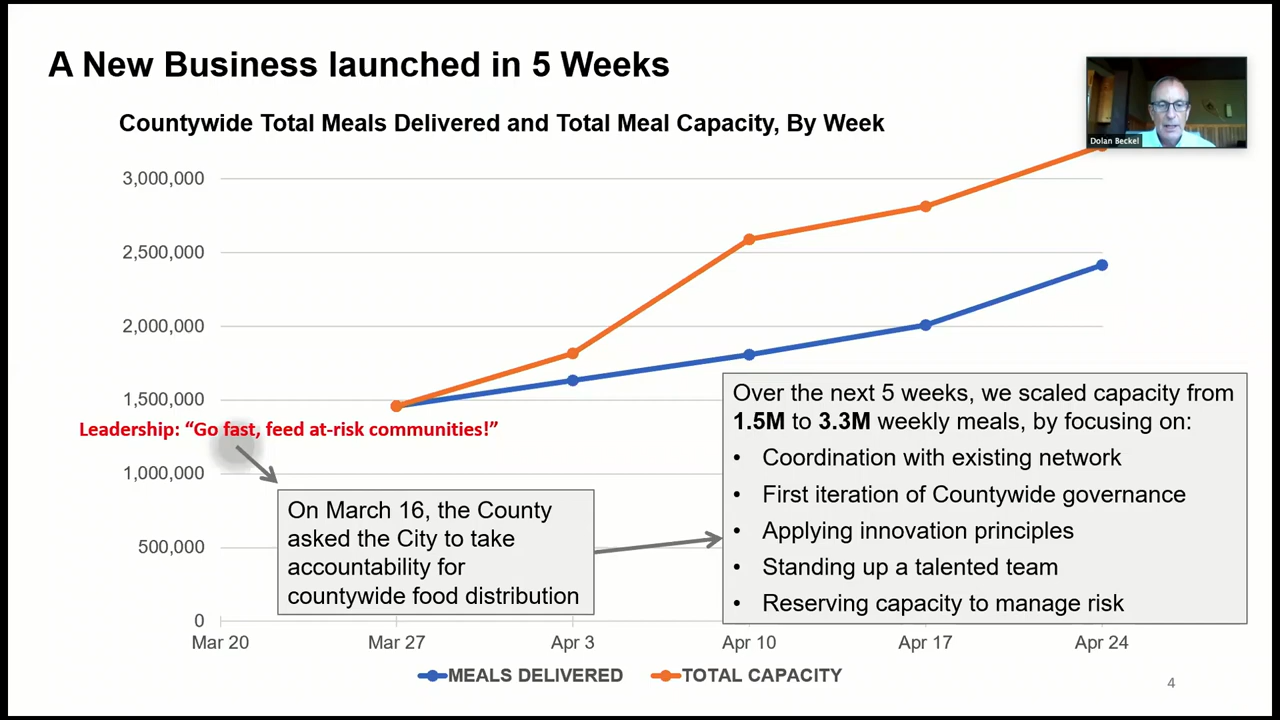 A New Business launched in 5 Weeks
Countywide Total Meals Delivered and Total Meal Capacity, By Week
Dolan Beckel
3,000,000
2,500,000
2,000,000
1,500,000
1,000,000
500,000
0
Leadership: “Go fast, feed at-risk communities!”
On March 16, the County
asked the City to take
accountability for
countywide food distribution
Over the next 5 weeks, we scaled capacity from
1.5M to 3.3M weekly meals, by focusing on:
• Coordination with existing network
• First iteration of Countywide governance
• Applying innovation principles
• Standing up a talented team
• Reserving capacity to manage risk
Mar 20 Mar 27 Apr 3 Apr 10 Apr 17 Apr 24
MEALS DELIVERED TOTAL CAPACITY
4